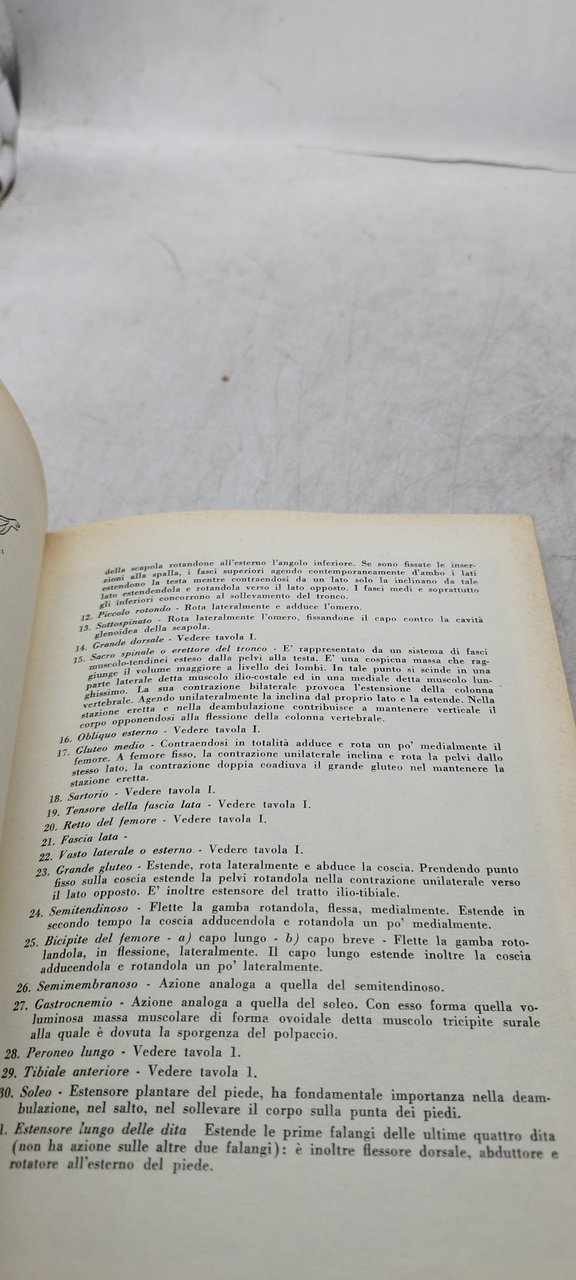 della scapola rotandone all'esterno l'angolo inferiore. Se sono fissate le inser-
zioni alla spalla, i fasci superiori agendo contemporaneamente d'ambo i lati
estendono la testa mentre contraendosi da un lato solo la inclinano da tale
lato estendendola e rotandola verso il lato opposto. I fasci medi e soprattutto
gli inferiori concorrono al sollevamento del tronco.
12. Piccolo rotondo - Rota lateralmente e adduce l'omero.
13. Sottospinato - Rota lateralmente l'omero, fissandone il capo contro la cavità
glenoidea della scapola.
14. Grande dorsale - Vedere tavola I.
15. Sacro spinale o erettore del tronco - E' rappresentato da un sistema di fasci
muscolo-tendinei esteso dalla pelvi alla testa. E' una cospicua massa che rag-
giunge il volume maggiore a livello dei lombi. In tale punto si scinde in una
parte laterale detta muscolo ilio-costale ed in una mediale detta muscolo lun-
ghissimo. La sua contrazione bilaterale provoca l'estensione della colonna
vertebrale. Agendo unilateralmente la inclina dal proprio lato e la estende. Nella
stazione eretta e nella deambulazione contribuisce a mantenere verticale il
corpo opponendosi alla flessione della colonna vertebrale.
16. Obliquo esterno - Vedere tavola I.
17. Gluteo medio - Contraendosi in totalità adduce e rota un po' medialmente il
femore. A femore fisso, la contrazione unilaterale inclina e rota la pelvi dallo
stesso lato, la contrazione doppia coadiuva il grande gluteo nel mantenere la
stazione eretta.
18. Sartorio - Vedere tavola I.
19. Tensore della fascia lata - Vedere tavola I.
20. Retto del femore - Vedere tavola I.
21. Fascia lata -
22. Vasto laterale o esterno - Vedere tavola I.
23. Grande gluteo - Estende, rota lateralmente e abduce la coscia. Prendendo punto
fisso sulla coscia estende la pelvi rotandola nella contrazione unilaterale verso
il lato opposto. E' inoltre estensore del tratto ilio-tibiale.
24. Semitendinoso - Flette la gamba rotandola, flessa, medialmente. Estende in
secondo tempo la coscia adducendola e rotandola un po' medialmente.
25. Bicipite del femore - a) capo lungo - b) capo breve - Flette la gamba roto-
landola, in flessione, lateralmente. Il capo lungo estende inoltre la coscia
adducendola e rotandola un po' lateralmente.
26. Semimembranoso - Azione analoga a quella del semitendinoso.
27. Gastrocnemio - Azione analoga a quella del soleo. Con esso forma quella vo-
luminosa massa muscolare di forma ovoidale detta muscolo tricipite surale
alla quale è dovuta la sporgenza del polpaccio.
28. Peroneo lungo - Vedere tavola 1.
29. Tibiale anteriore - Vedere tavola 1.
30. Soleo - Estensore plantare del piede, ha fondamentale importanza nella deam-
bulazione, nel salto, nel sollevare il corpo sulla punta dei piedi.
1. Estensore lungo delle dita Estende le prime falangi delle ultime quattro dita
(non ha azione sulle altre due falangi): è inoltre flessore dorsale, abduttore e
rotatore all'esterno del piede.